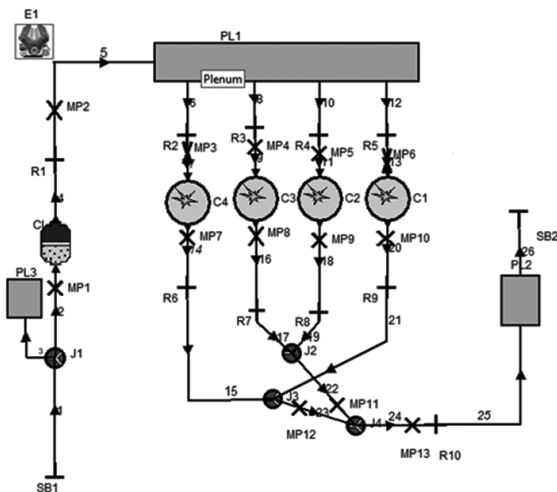 E1
PL1
5
Plenum
MP2
6
8
10
12
R2
MP3
R3
MP4
R4
MP5
R5
MP6
7
9
11
13
R1
4
C4
C3
C2
C1
CL
MP7
MP8
MP9
MP10
14
16
18
20
SB2
26
PL2
PL3
MP1
2
R6
R7
R8
R9
21
17
19
J1
3
J2
22
15
J3
MP11
23
J4
24
25
MP12
MP13
R10
1
SB1